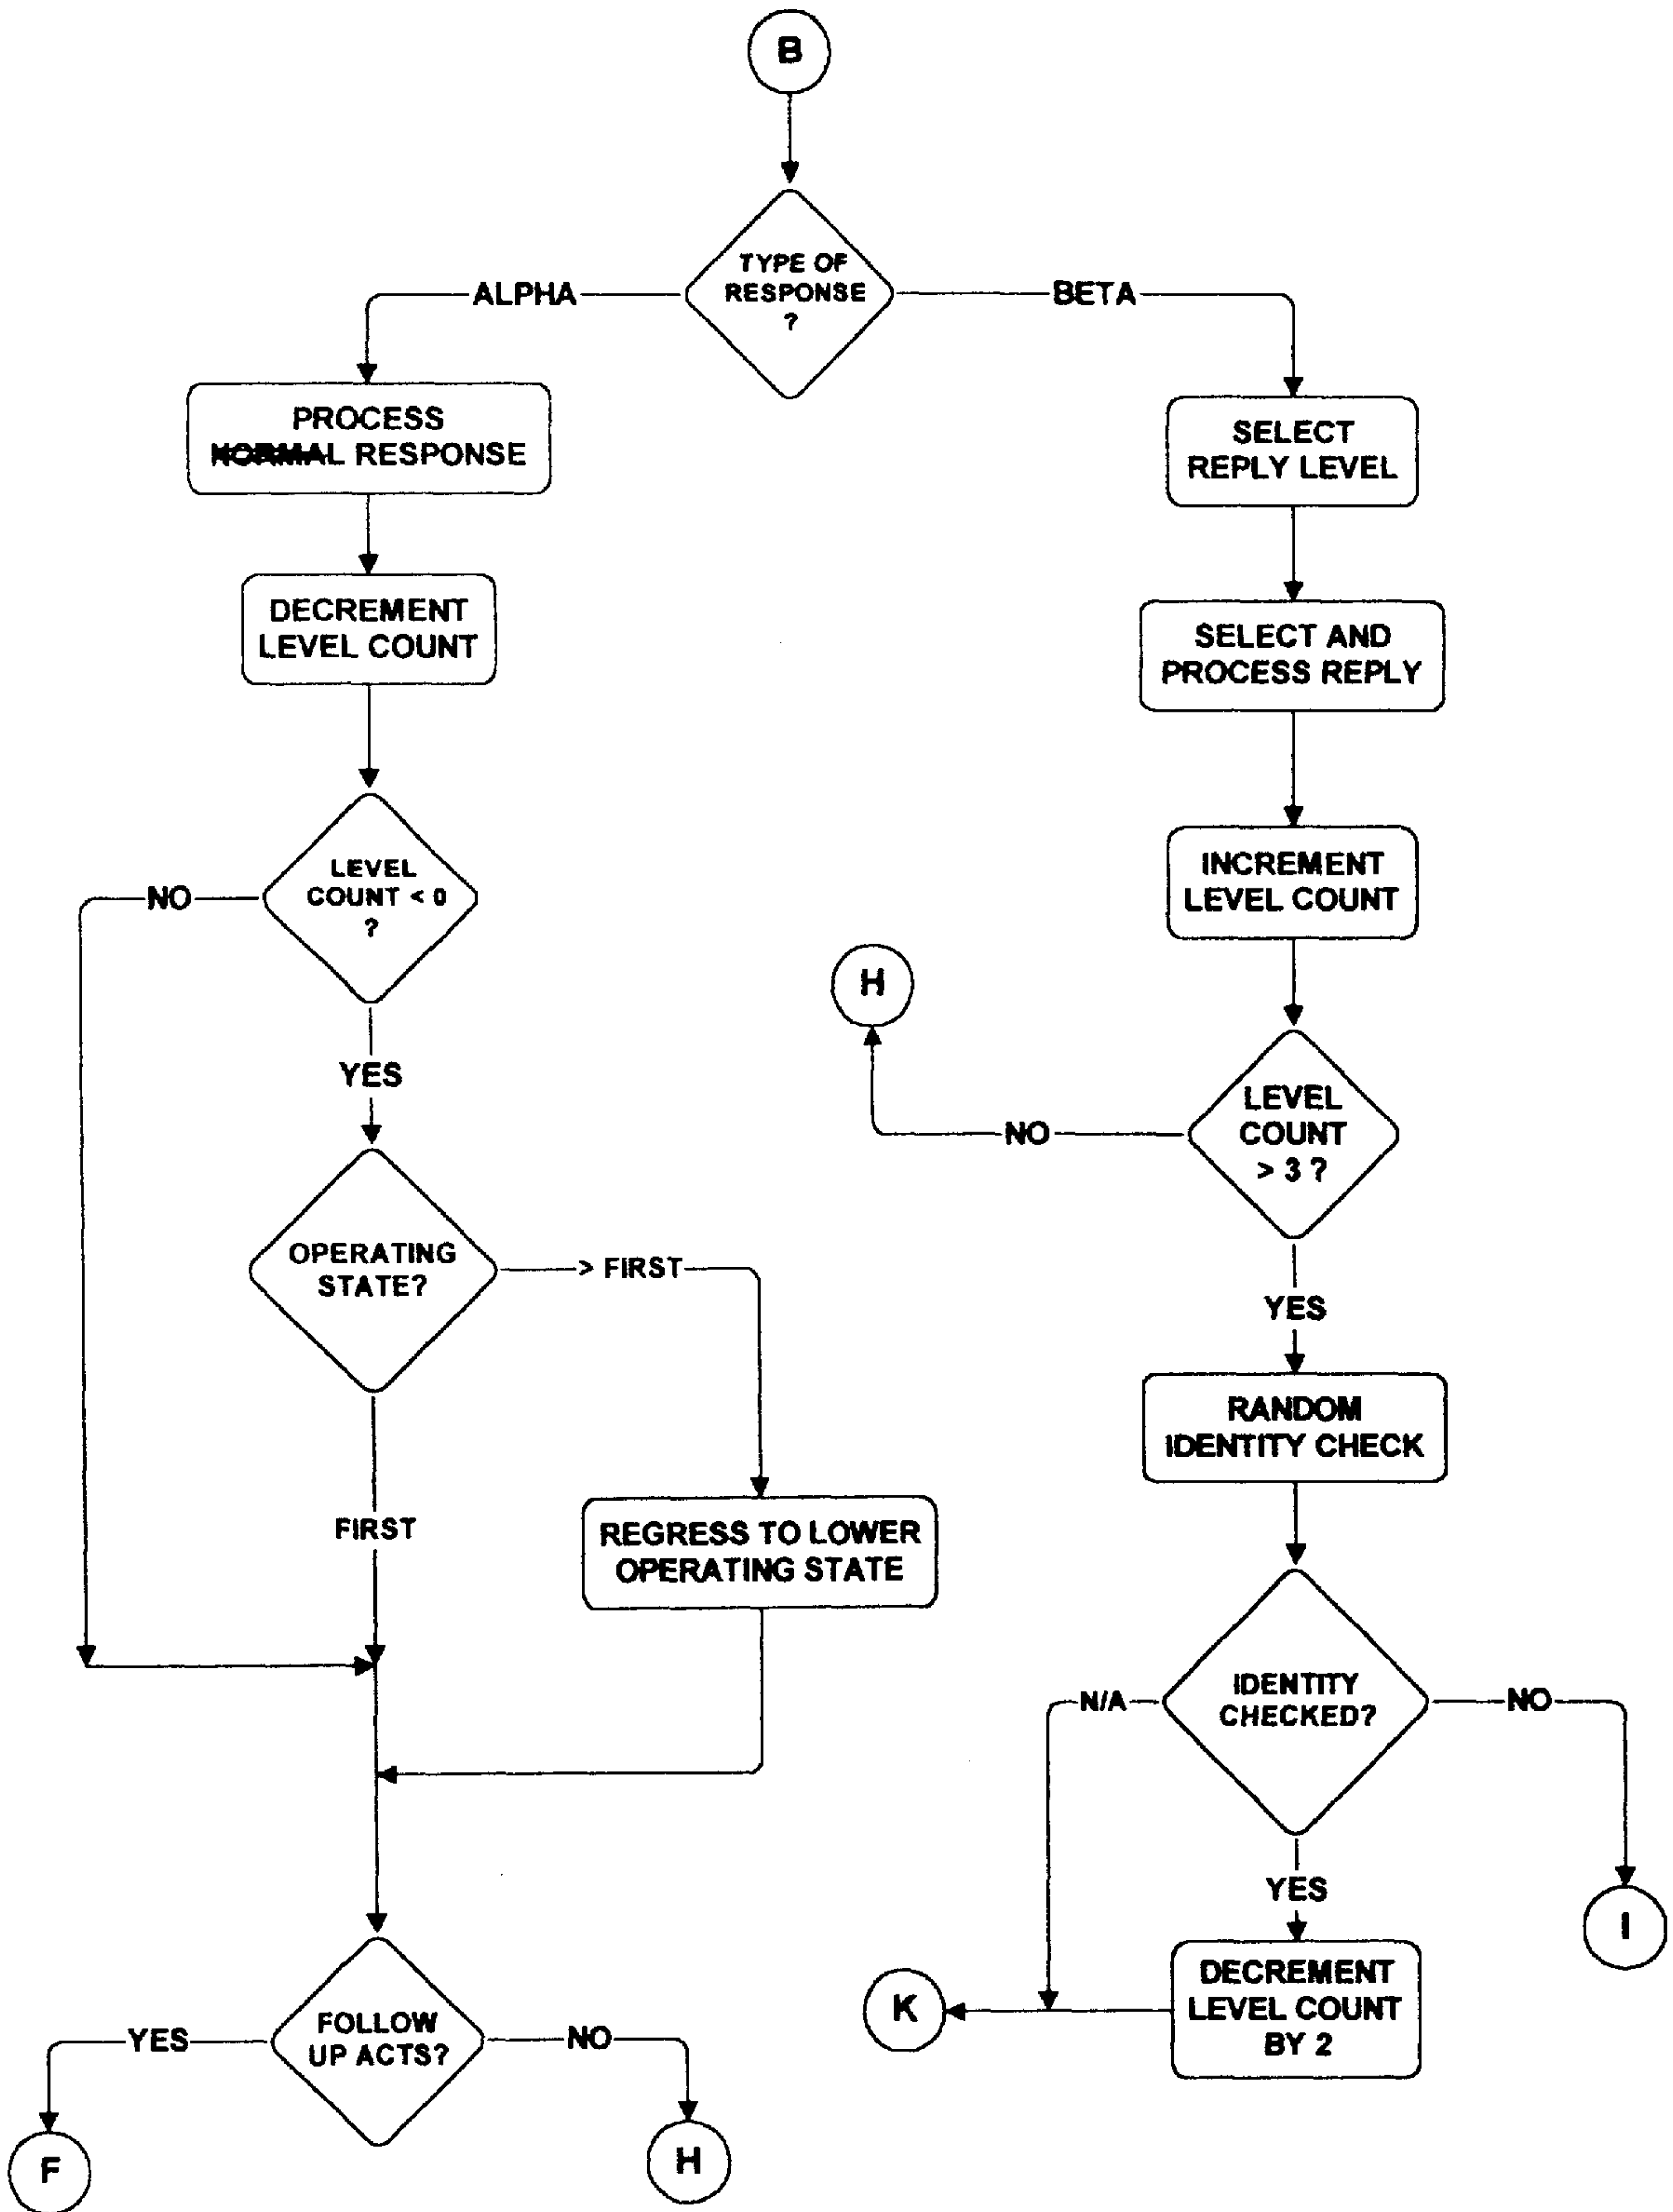 B
TYPE OF
RESPONSE
?
ALPHA
BETA
PROCESS
NORMAL RESPONSE
SELECT
REPLY LEVEL
DECREMENT
LEVEL COUNT
SELECT AND
PROCESS REPLY
LEVEL
COUNT < 0
?
NO
YES
INCREMENT
LEVEL COUNT
H
LEVEL
COUNT
> 3 ?
NO
YES
OPERATING
STATE?
> FIRST
FIRST
REGRESS TO LOWER
OPERATING STATE
RANDOM
IDENTITY CHECK
IDENTITY
CHECKED?
N/A
NO
YES
I
DECREMENT
LEVEL COUNT
BY 2
K
FOLLOW
UP ACTS?
YES
NO
F
H